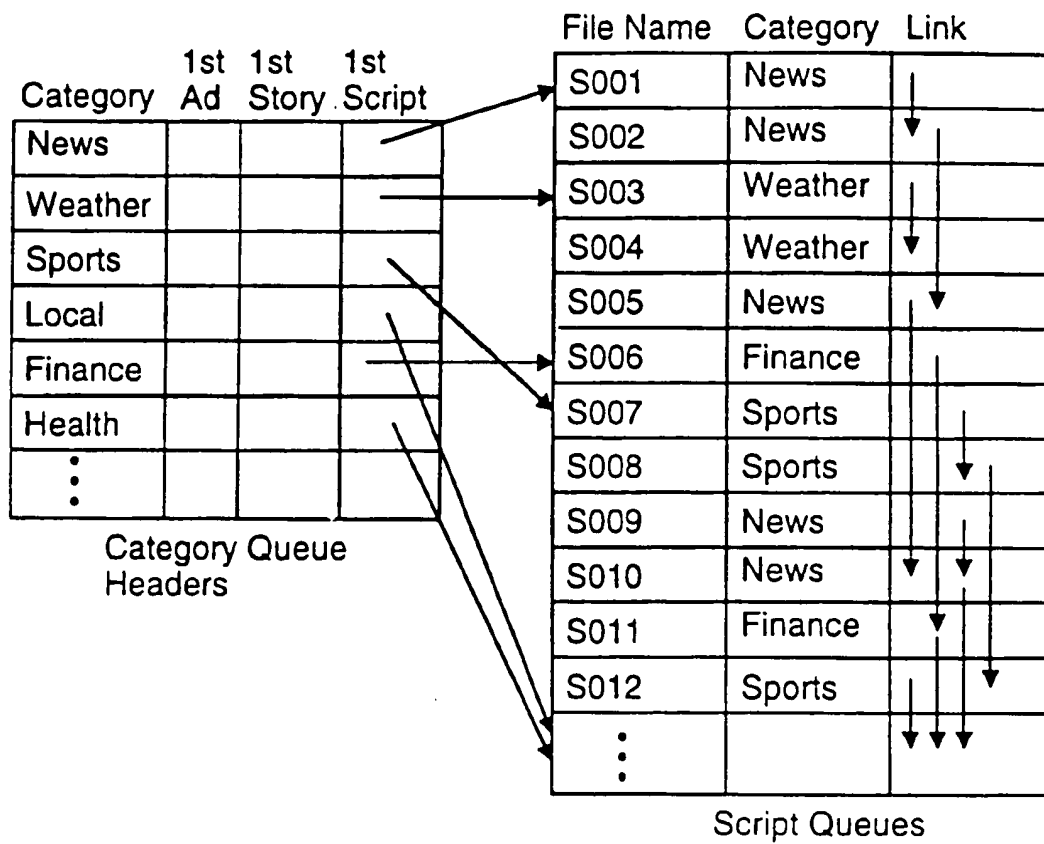 1st Ad 1st Story 1st Script
Category
News
Weather
Sports
Local
Finance
Health
Category Queue
Headers
File Name Category Link
S001 News
S002 News
S003 Weather
S004 Weather
S005 News
S006 Finance
S007 Sports
S008 Sports
S009 News
S010 News
S011 Finance
S012 Sports
Script Queues